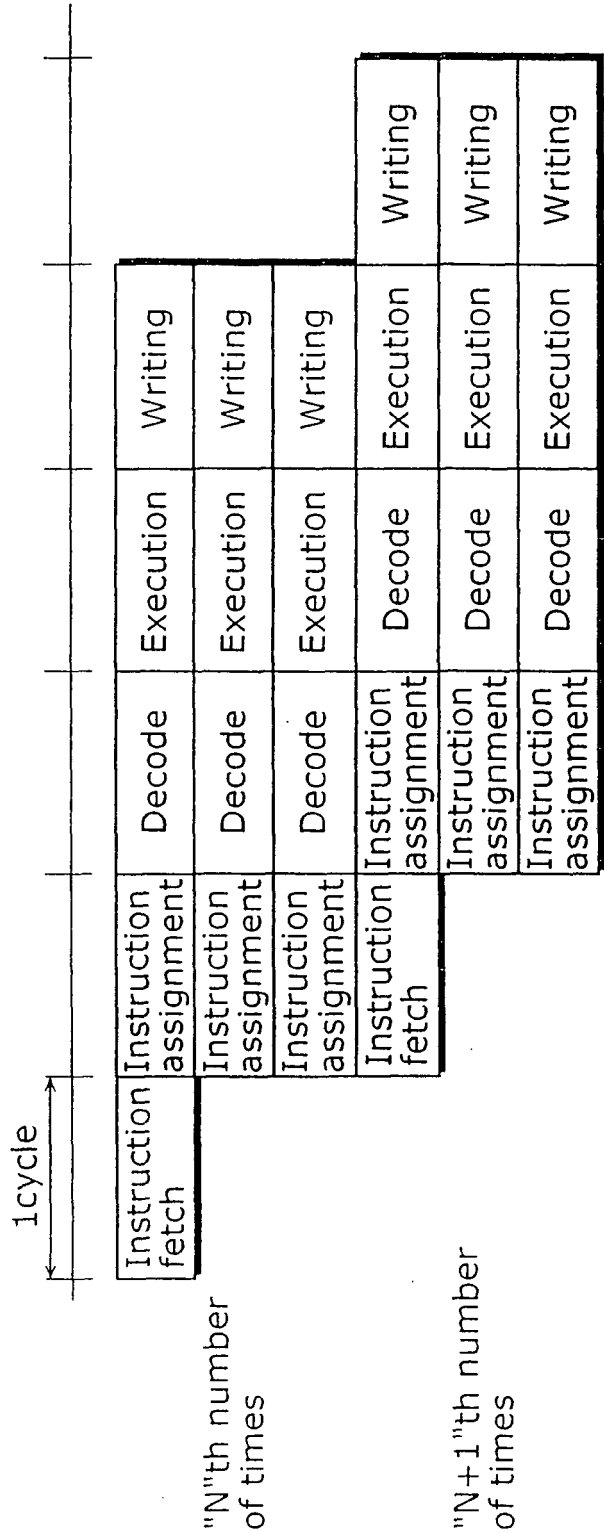 1cycle
Instruction
fetch
Instruction
assignment
Decode
Execution
Writing
"N"th number
of times
Instruction
assignment
Decode
Execution
Writing
Instruction
assignment
Decode
Execution
Writing
Instruction
fetch
Instruction
assignment
Decode
Execution
Writing
"N+1"th number
of times
Instruction
assignment
Decode
Execution
Writing
Instruction
assignment
Decode
Execution
Writing